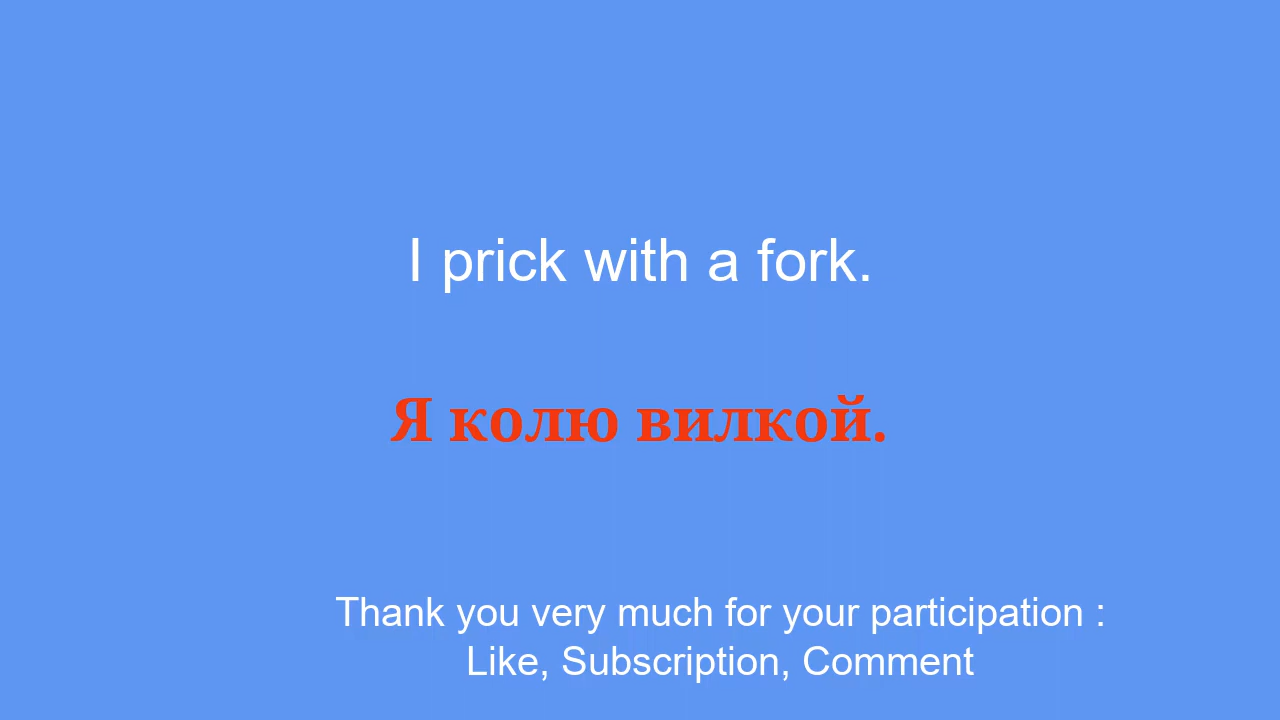 I prick with a fork.
Я колю вилкой.
Thank you very much for your participation :
Like, Subscription, Comment